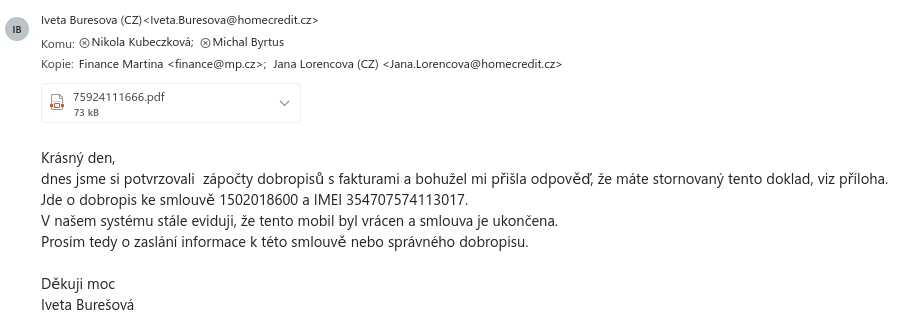 Iveta Buresova (CZ)<Iveta.Buresova@homecredit.cz>
IB
Komu: Nikola Kubeczková; Michal Byrtus
Kopie: Finance Martina <finance@mp.cz>; Jana Lorencova (CZ) <Jana.Lorencova@homecredit.cz>
75924111666.pdf
73 kB
Krásný den,
dnes jsme si potvrzovali zápočty dobropisů s fakturami a bohužel mi přišla odpověď, že máte stornovaný tento doklad, viz příloha.
Jde o dobropis ke smlouvě 1502018600 a IMEI 354707574113017.
V našem systému stále eviduji, že tento mobil byl vrácen a smlouva je ukončena.
Prosím tedy o zaslání informace k této smlouvě nebo správného dobropisu.
Děkuji moc
Iveta Burešová